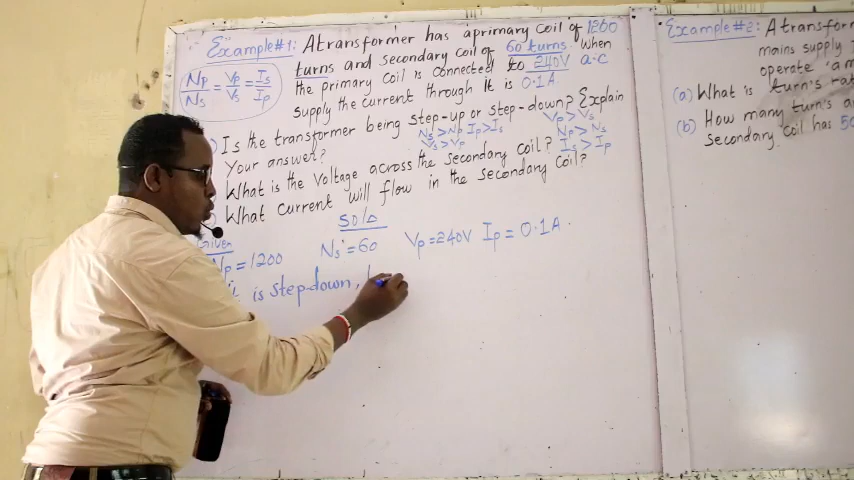 Example #1: A transformer has a primary coil of 1200
turns and secondary coil of 60 turns. When
the primary coil is connected to 240V a.c
supply the current through it is 0.1A.
Np/Ns = Vp/Vs = Is/Ip
) Is the transformer being step-up or step-down? Explain
Your answer?
Ns > Np Ip > Is
Vs > Vp
Vp > Vs
Np > Ns
Is > Ip
What is the Voltage across the secondary coil?
) What current will flow in the secondary coil?
Soln
Given
Np = 1200 Ns = 60 Vp = 240V Ip = 0.1A.
is step-down,
Example #2: A transfor
mains supply
operate a
(a) What is turn's rat
(b) How many turn's a
secondary coil has 50